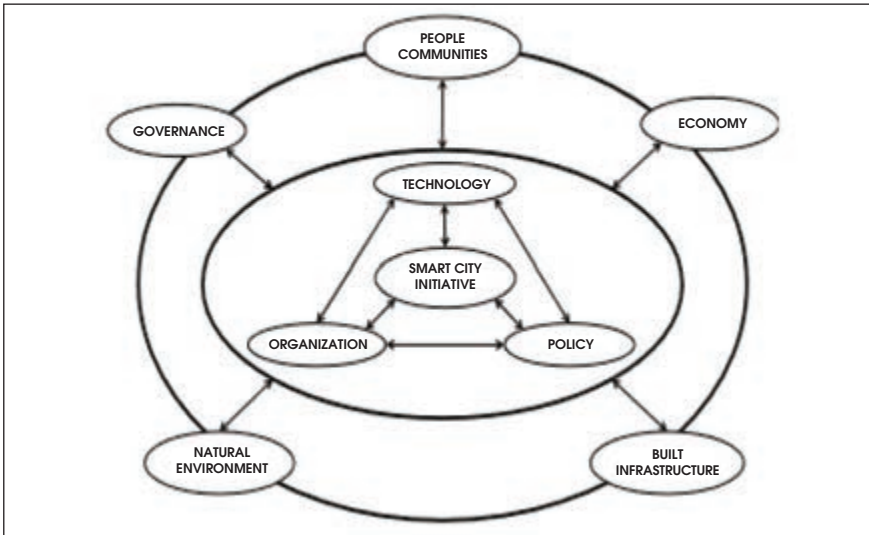 PEOPLE
COMMUNITIES
GOVERNANCE
ECONOMY
TECHNOLOGY
SMART CITY
INITIATIVE
ORGANIZATION
POLICY
NATURAL
ENVIRONMENT
BUILT
INFRASTRUCTURE